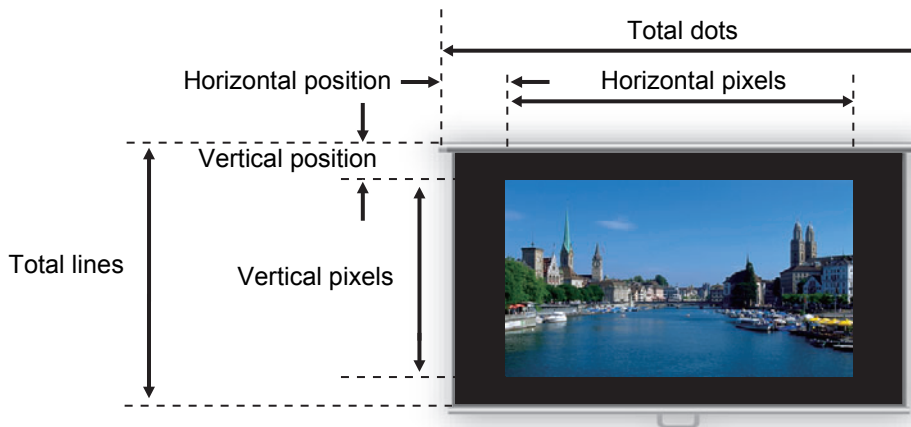 Total dots
Horizontal position
Horizontal pixels
Vertical position
Total lines
Vertical pixels